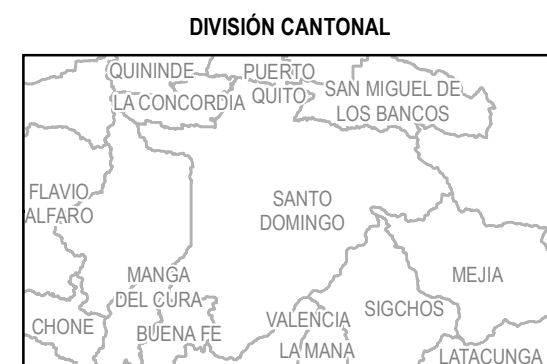 DIVISIÓN CANTONAL
QUININDE
PUERTO
QUITO
LA CONCORDIA
SAN MIGUEL DE
LOS BANCOS
FLAVIO
ALFARO
SANTO
DOMINGO
MANGA
DEL CURA
MEJIA
SIGCHOS
CHONE
BUENA FE
VALENCIA
LA MANA
LATACUNGA